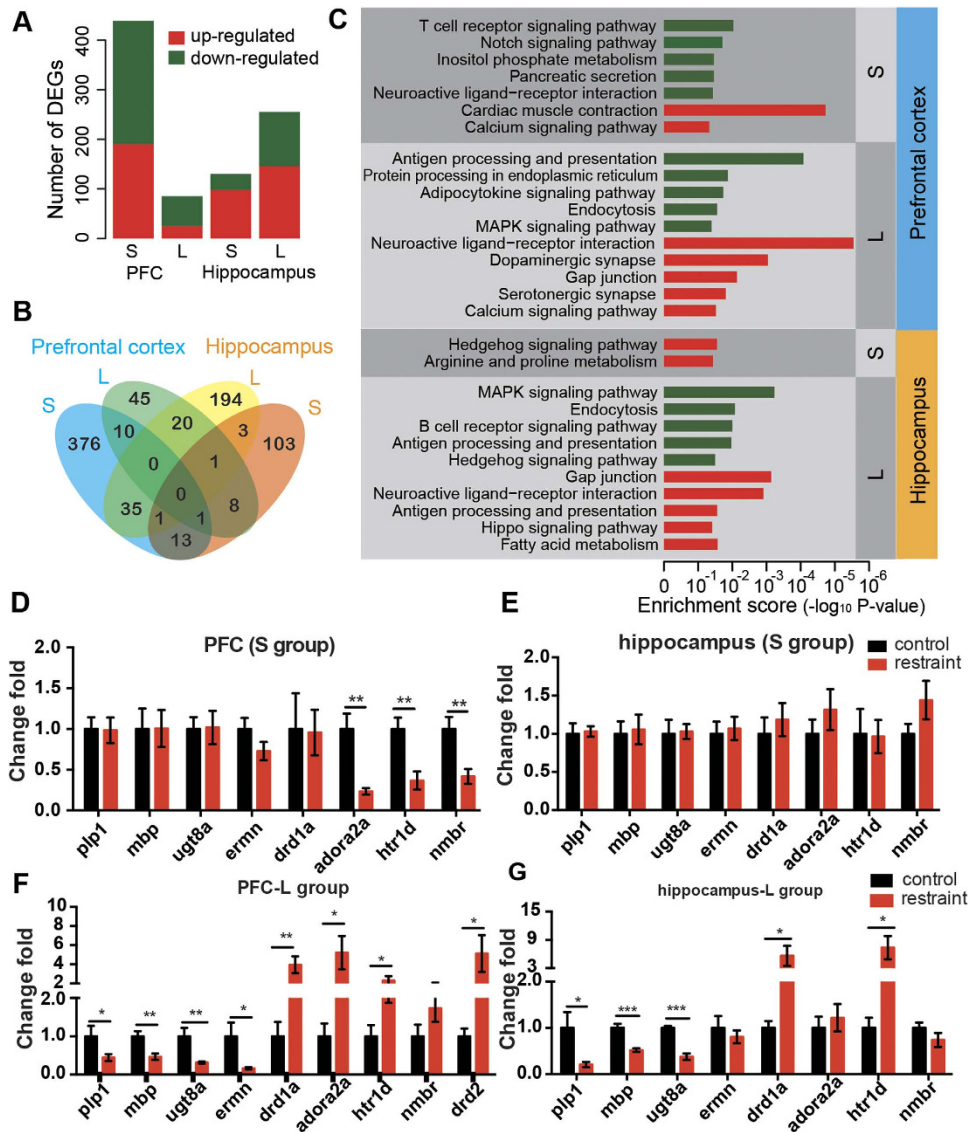 A
Number of DEGs
400
300
200
100
0
up-regulated
down-regulated
S L S L
PFC Hippocampus
B
Prefrontal cortex Hippocampus
S L L S
376 45 194 103
10 20 3
0 1
35 0 8
1 1
13
C
T cell receptor signaling pathway
Notch signaling pathway
Inositol phosphate metabolism
Pancreatic secretion
Neuroactive ligand-receptor interaction
Cardiac muscle contraction
Calcium signaling pathway
S
Antigen processing and presentation
Protein processing in endoplasmic reticulum
Adipocytokine signaling pathway
Endocytosis
MAPK signaling pathway
Neuroactive ligand-receptor interaction
Dopaminergic synapse
Gap junction
Serotonergic synapse
Calcium signaling pathway
L
Prefrontal cortex
Hedgehog signaling pathway
Arginine and proline metabolism
S
MAPK signaling pathway
Endocytosis
B cell receptor signaling pathway
Antigen processing and presentation
Hedgehog signaling pathway
Gap junction
Neuroactive ligand-receptor interaction
Antigen processing and presentation
Hippo signaling pathway
Fatty acid metabolism
L
Hippocampus
0 10⁻¹ 10⁻² 10⁻³ 10⁻⁴ 10⁻⁵ 10⁻⁶
Enrichment score (-log₁₀ P-value)
D
PFC (S group)
Change fold
2.0
1.5
1.0
0.5
0.0
** ** **
plp1 mbp ugt8a ermn drd1a adora2a htr1d nmbr
E
hippocampus (S group)
control
restraint
Change fold
2.0
1.5
1.0
0.5
0.0
plp1 mbp ugt8a ermn drd1a adora2a htr1d nmbr
F
PFC-L group
Change fold
10
8
6
4
2
2.0
1.0
0.0
* ** ** * ** * * *
plp1 mbp ugt8a ermn drd1a adora2a htr1d nmbr drd2
G
hippocampus-L group
control
restraint
Change fold
15
9
3
2.0
1.0
0.0
* *** *** * *
plp1 mbp ugt8a ermn drd1a adora2a htr1d nmbr